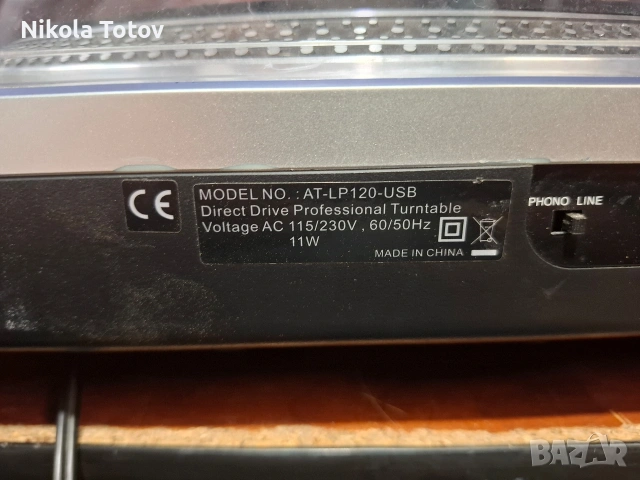 Nikola Totov
CE
MODEL NO. : AT-LP120-USB
Direct Drive Professional Turntable
Voltage AC 115/230V , 60/50Hz
11W
MADE IN CHINA
PHONO LINE
BAZAR